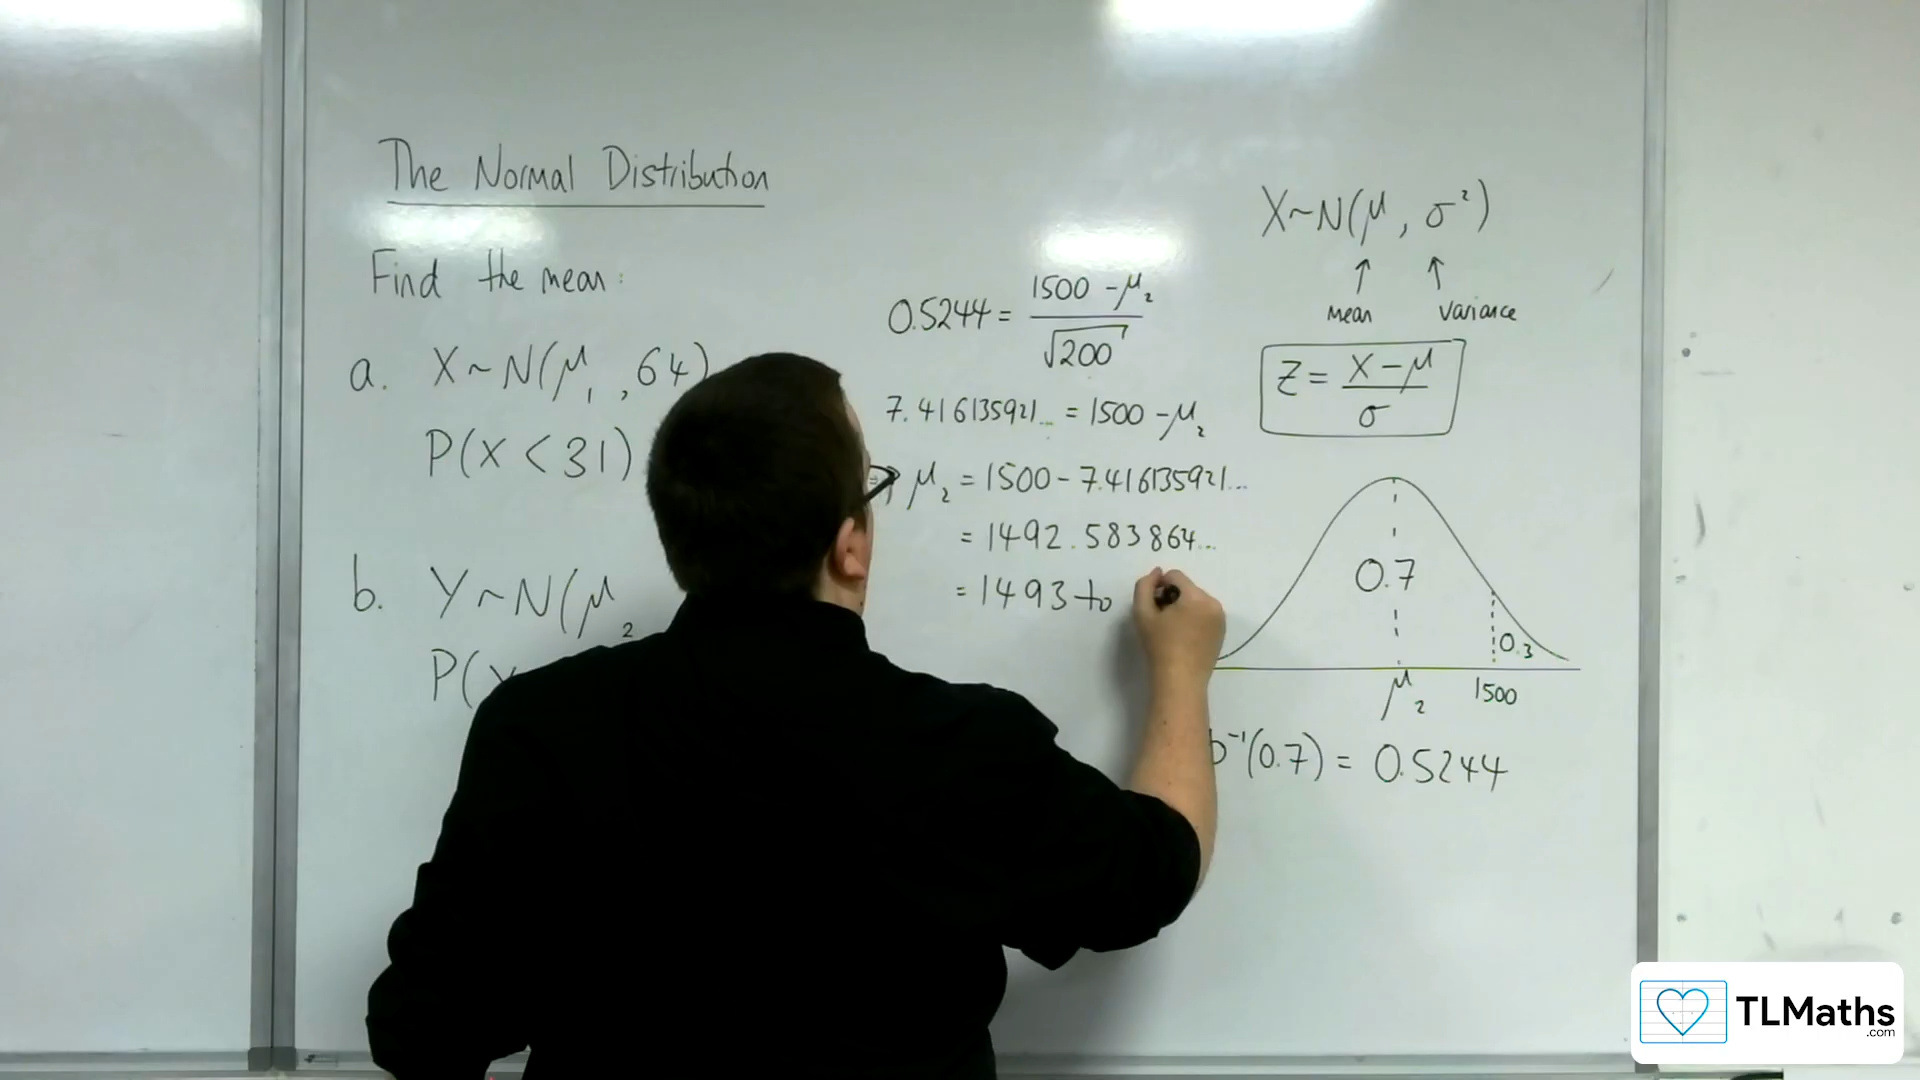 The Normal Distribution
Find the mean:
a. X~N(μ₁, 64)
P(X < 31)
b. Y~N(μ₂
P(
0.5244 = (1500 - μ₂)/√200
7.416135921... = 1500 - μ₂
⇒ μ₂ = 1500 - 7.416135921...
= 1492.583864...
= 1493 to
X~N(μ, σ²)
↑ ↑
mean variance
Z = (X - μ)/σ
0.7
0.3
μ₂ 1500
⁻¹(0.7) = 0.5244
TLMaths
.com